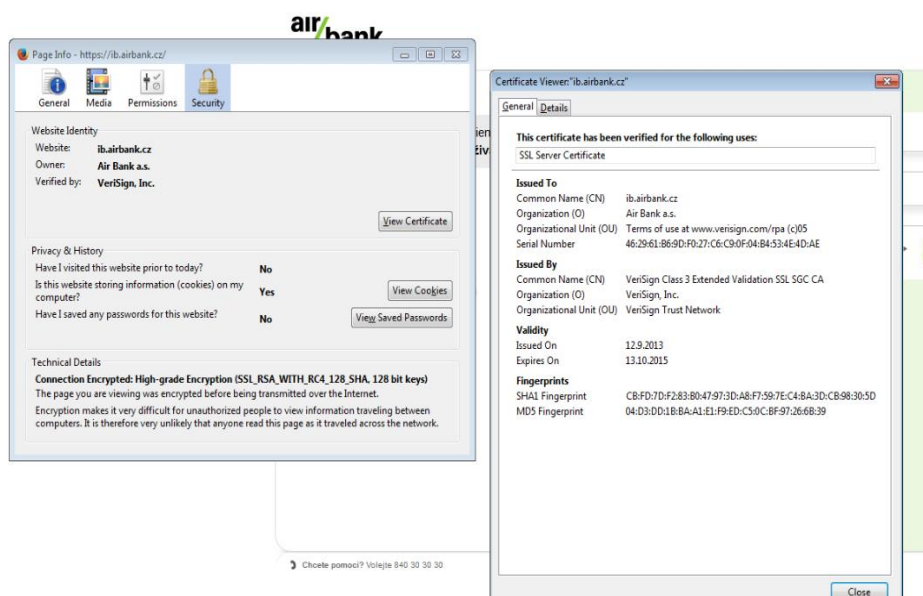 air
bank
Page Info - https://ib.airbank.cz/
General Media Permissions Security
Website Identity
Website: ib.airbank.cz
Owner: Air Bank a.s.
Verified by: VeriSign, Inc.
View Certificate
Privacy & History
Have I visited this website prior to today? No
Is this website storing information (cookies) on my computer? Yes View Cookies
Have I saved any passwords for this website? No View Saved Passwords
Technical Details
Connection Encrypted: High-grade Encryption (SSL_RSA_WITH_RC4_128_SHA, 128 bit keys)
The page you are viewing was encrypted before being transmitted over the Internet.
Encryption makes it very difficult for unauthorized people to view information traveling between
computers. It is therefore very unlikely that anyone read this page as it traveled across the network.
Certificate Viewer:"ib.airbank.cz"
General Details
This certificate has been verified for the following uses:
SSL Server Certificate
Issued To
Common Name (CN) ib.airbank.cz
Organization (O) Air Bank a.s.
Organizational Unit (OU) Terms of use at www.verisign.com/rpa (c)05
Serial Number 46:29:61:B6:9D:F0:27:C6:C9:0F:04:B4:53:4E:4D:AE
Issued By
Common Name (CN) VeriSign Class 3 Extended Validation SSL SGC CA
Organization (O) VeriSign, Inc.
Organizational Unit (OU) VeriSign Trust Network
Validity
Issued On 12.9.2013
Expires On 13.10.2015
Fingerprints
SHA1 Fingerprint CB:FD:7D:F2:83:B0:47:97:3D:A8:F7:59:7E:C4:BA:3D:CB:98:30:5D
MD5 Fingerprint 04:D3:DD:1B:BA:A1:E1:F9:ED:C5:0C:BF:97:26:6B:39
Close
Chcete pomoci? Volejte 840 30 30 30